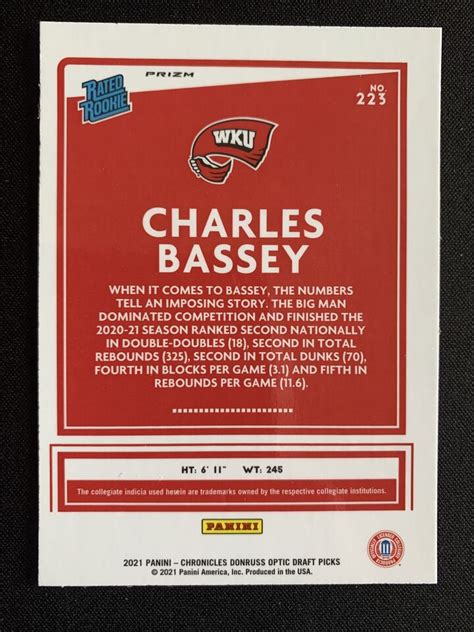 RATED
ROOKIE
PRIZM
NO.
223
WKU
CHARLES
BASSEY
WHEN IT COMES TO BASSEY, THE NUMBERS
TELL AN IMPOSING STORY. THE BIG MAN
DOMINATED COMPETITION AND FINISHED THE
2020-21 SEASON RANKED SECOND NATIONALLY
IN DOUBLE-DOUBLES (18), SECOND IN TOTAL
REBOUNDS (325), SECOND IN TOTAL DUNKS (70),
FOURTH IN BLOCKS PER GAME (3.1) AND FIFTH IN
REBOUNDS PER GAME (11.6).
HT: 6' 11" WT: 245
The collegiate indicia used herein are trademarks owned by the respective collegiate institutions.
PANINI
2021 PANINI – CHRONICLES DONRUSS OPTIC DRAFT PICKS
© 2021 Panini America, Inc. Produced in the USA.